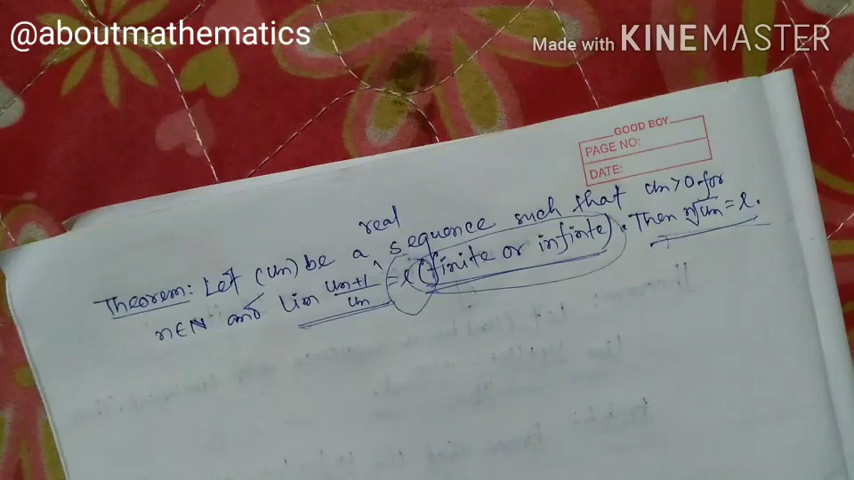 @aboutmathematics
Made with KINEMASTER
GOOD BOY
PAGE NO:
DATE:
Theorem: Let (un) be a real sequence such that un>0 for
n∈N and lim un+1/un = l (finite or infinite). Then ⁿ√un = l.